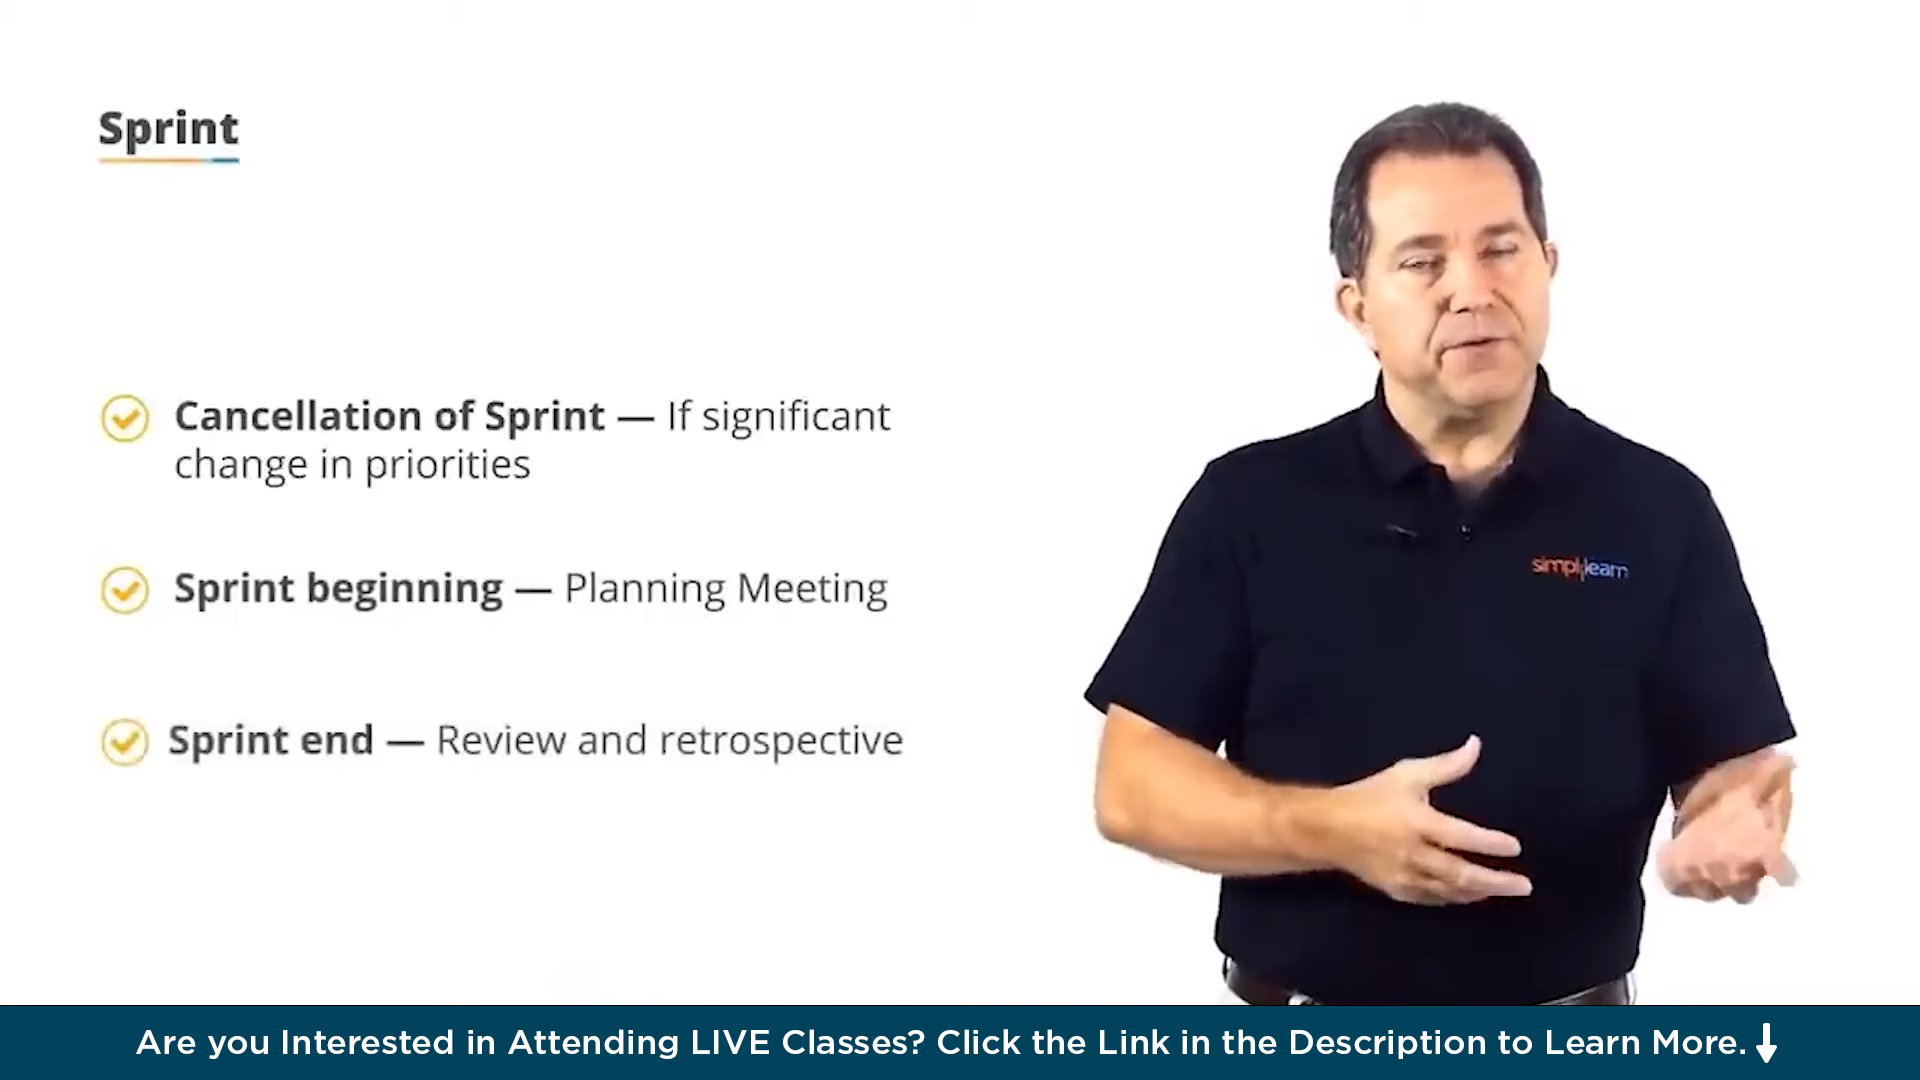 Sprint
Cancellation of Sprint — If significant
change in priorities
Sprint beginning — Planning Meeting
Sprint end — Review and retrospective
simplilearn
Are you Interested in Attending LIVE Classes? Click the Link in the Description to Learn More.